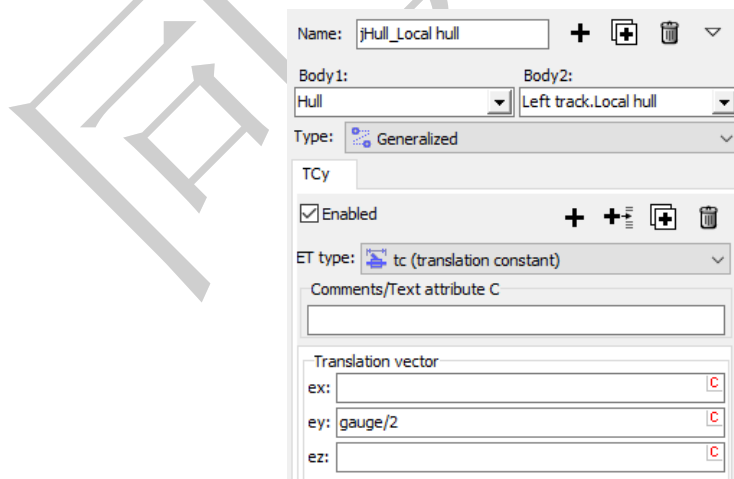 Name: jHull_Local hull
Body1: Body2:
Hull Left track.Local hull
Type: Generalized
TCy
Enabled
ET type: tc (translation constant)
Comments/Text attribute C
Translation vector
ex: C
ey: gauge/2 C
ez: C